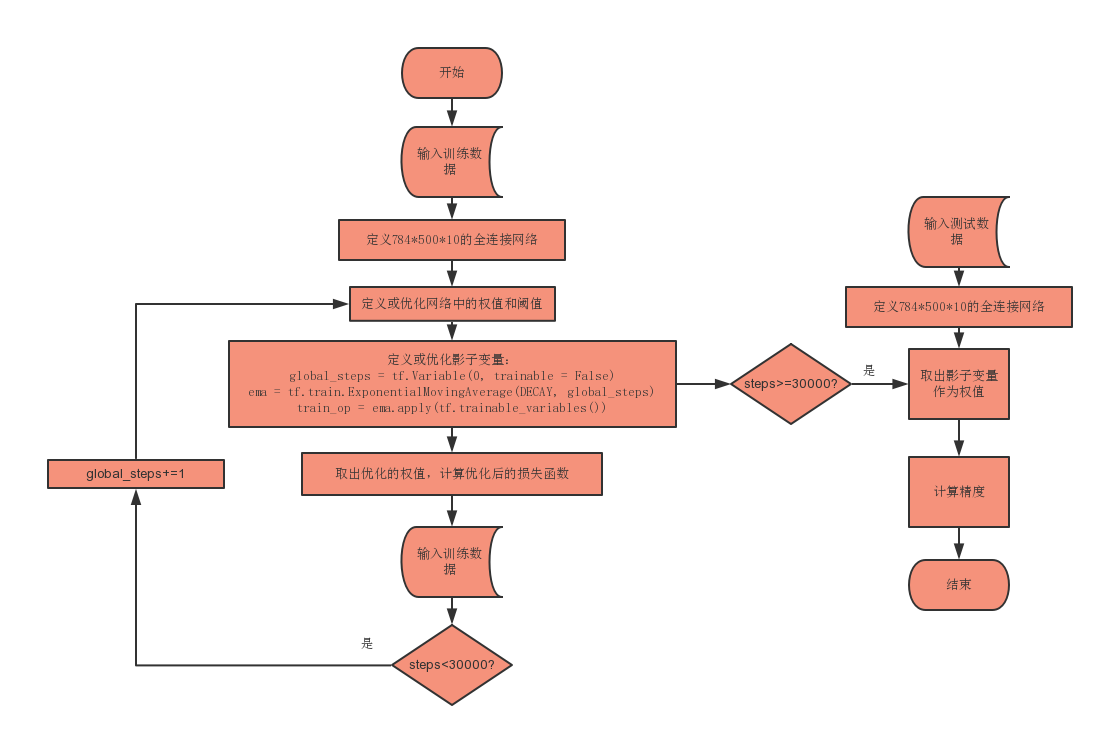 开始
输入训练数
据
定义784*500*10的全连接网络
定义或优化网络中的权值和阈值
定义或优化影子变量:
global_steps = tf.Variable(0, trainable = False)
ema = tf.train.ExponentialMovingAverage(DECAY, global_steps)
train_op = ema.apply(tf.trainable_variables())
取出优化的权值，计算优化后的损失函数
输入训练数
据
steps<30000?
是
global_steps+=1
steps>=30000?
是
输入测试数
据
定义784*500*10的全连接网络
取出影子变量
作为权值
计算精度
结束